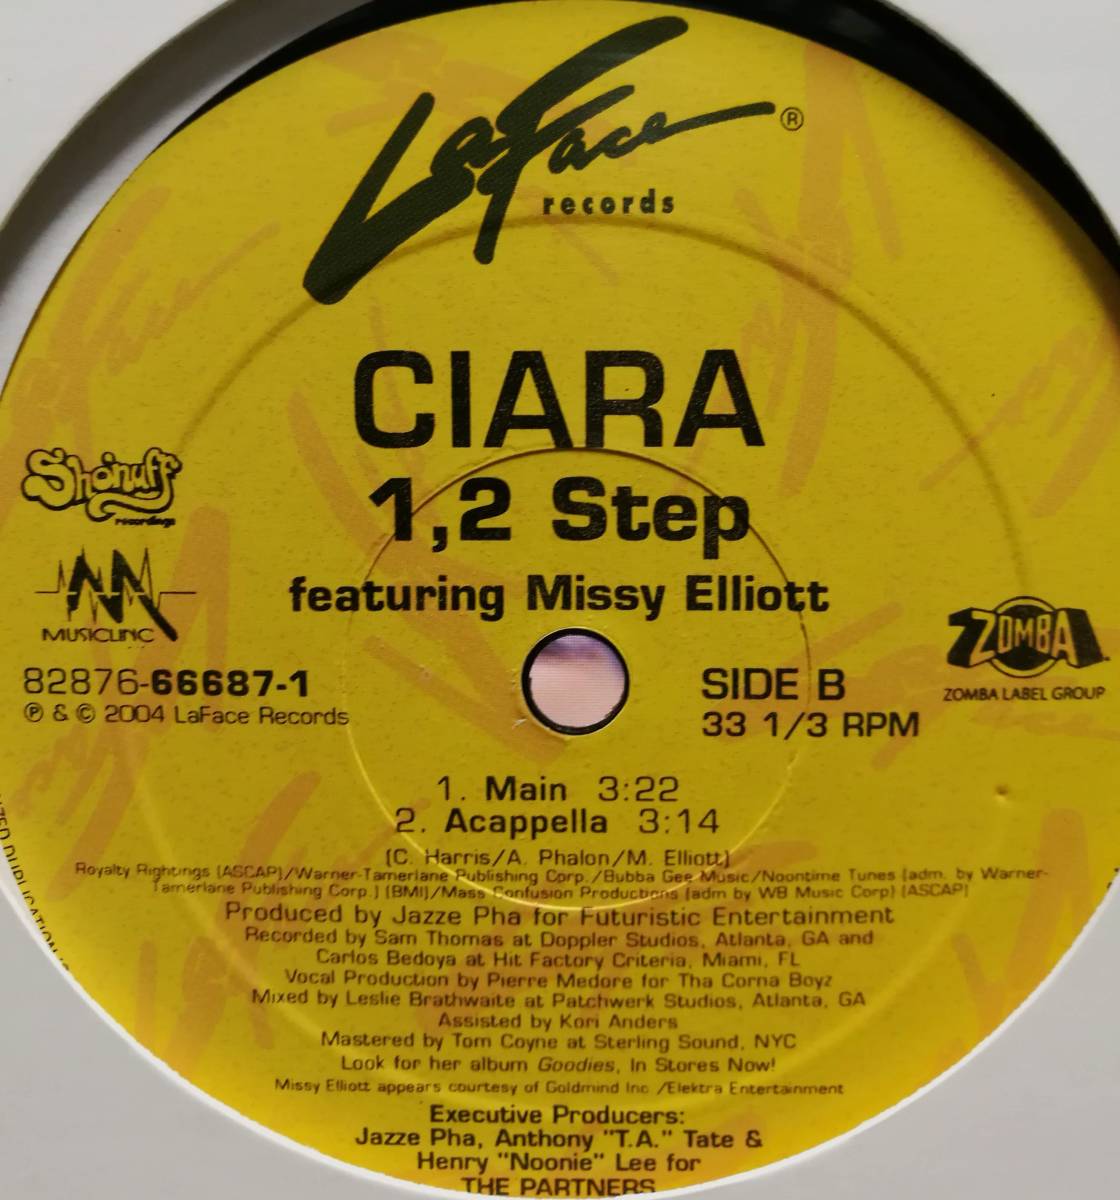 LaFace ®
records
CIARA
1,2 Step
featuring Missy Elliott
Sho'nuff
recordings
MUSICLINC
82876-66687-1
℗ & © 2004 LaFace Records
SIDE B
33 1/3 RPM
ZOMBA
ZOMBA LABEL GROUP
1. Main 3:22
2. Acappella 3:14
(C. Harris/A. Phalon/M. Elliott)
Royalty Rightings (ASCAP)/Warner-Tamerlane Publishing Corp./Bubba Gee Music/Noontime Tunes (adm. by Warner-
Tamerlane Publishing Corp.) (BMI)/Mass Confusion Productions (adm by WB Music Corp) (ASCAP)
Produced by Jazze Pha for Futuristic Entertainment
Recorded by Sam Thomas at Doppler Studios, Atlanta, GA and
Carlos Bedoya at Hit Factory Criteria, Miami, FL
Vocal Production by Pierre Medore for Tha Corna Boyz
Mixed by Leslie Brathwaite at Patchwerk Studios, Atlanta, GA
Assisted by Kori Anders
Mastered by Tom Coyne at Sterling Sound, NYC
Look for her album Goodies, In Stores Now!
Missy Elliott appears courtesy of Goldmind Inc./Elektra Entertainment
Executive Producers:
Jazze Pha, Anthony "T.A." Tate &
Henry "Noonie" Lee for
THE PARTNERS